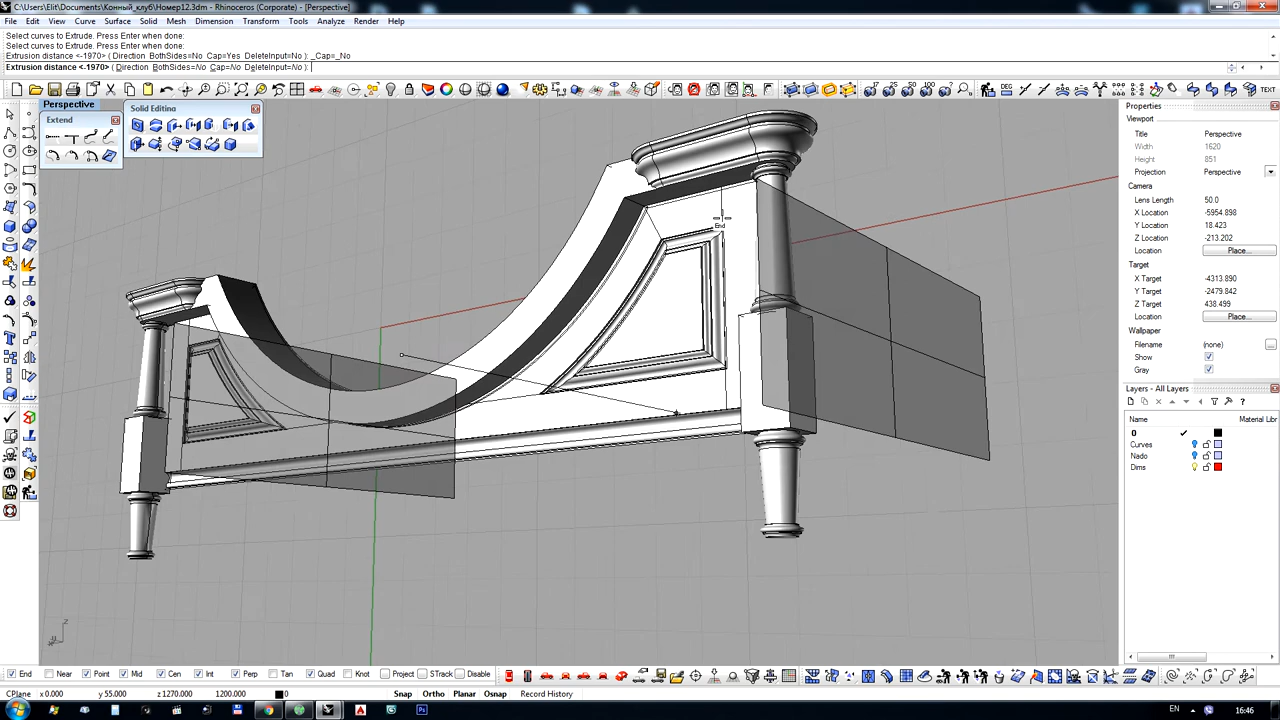 C:\Users\Elit\Documents\Конный_клуб\Номер12.3dm - Rhinoceros (Corporate) - [Perspective]
File Edit View Curve Surface Solid Mesh Dimension Transform Tools Analyze Render Help
Select curves to Extrude. Press Enter when done:
Select curves to Extrude. Press Enter when done:
Extrusion distance <-1970> ( Direction BothSides=No Cap=Yes DeleteInput=No ): _Cap=_No
Extrusion distance <-1970> ( Direction BothSides=No Cap=No DeleteInput=No ):
TEXT
Perspective
Extend
Solid Editing
End
z
Properties
Viewport
Title Perspective
Width 1620
Height 851
Projection Perspective
Camera
Lens Length 50.0
X Location -5954.898
Y Location 18.423
Z Location -213.202
Location Place...
Target
X Target -4313.890
Y Target -2479.842
Z Target 438.499
Location Place...
Wallpaper
Filename (none)
Show
Gray
Layers - All Layers
Name Material Libr
0
Curves
Nado
Dims
End Near Point Mid Cen Int Perp Tan Quad Knot Project STrack Disable
CPlane x 0.000 y 55.000 z 1270.000 1200.000 0 Snap Ortho Planar Osnap Record History
EN 16:46